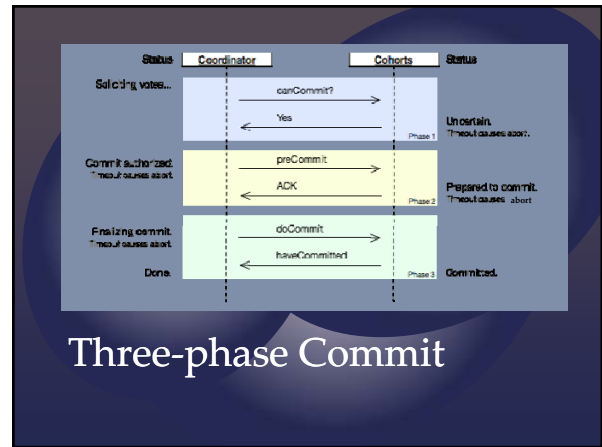 Status Coordinator Cohorts Status
Soliciting votes...
canCommit?
Yes
Uncertain.
Timeout causes abort.
Phase 1
Commit authorized.
Timeout causes abort.
preCommit
ACK
Prepared to commit.
Timeout causes abort
Phase 2
Finalizing commit.
Timeout causes abort.
doCommit
haveCommitted
Done.
Phase 3
Committed.
Three-phase Commit